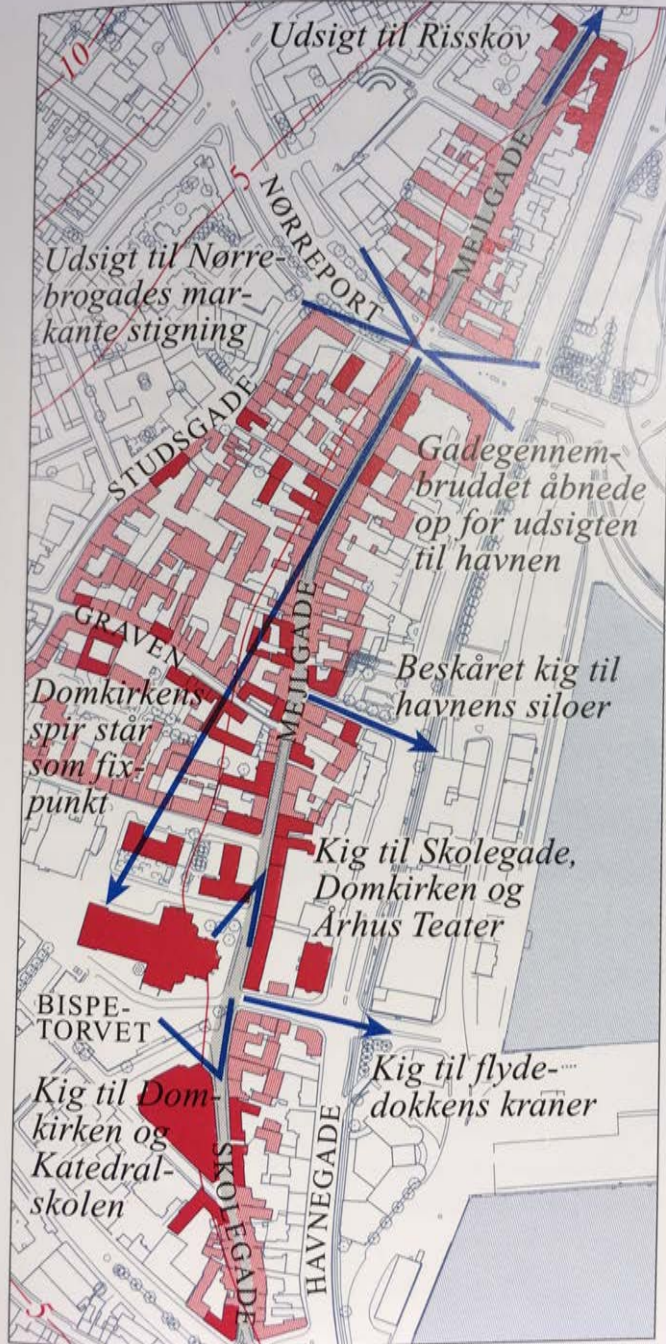 Udsigt til Risskov
10
5
NØRREPORT
MEJLGADE
Udsigt til Nørre-
brogades mar-
kante stigning
STUDSGADE
Gadegennem-
bruddet åbnede
op for udsigten
til havnen
GRAVEN
MEJLGADE
Beskåret kig til
havnens siloer
Domkirkens
spir står
som fix-
punkt
Kig til Skolegade,
Domkirken og
Århus Teater
BISPE-
TORVET
Kig til flyde-
dokkens kraner
Kig til Dom-
kirken og
Katedral-
skolen
SKOLEGADE
HAVNEGADE
5